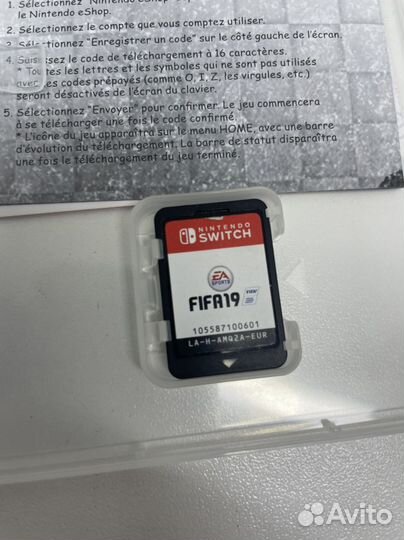 1. Sélectionnez "Nintendo eShop"
le Nintendo eShop.
2. Sélectionnez le compte que vous comptez utiliser.
"Enregistrer un code" sur le côté gauche de l'écran.
4. Saisissez le code de téléchargement à 16 caractères.
* Toutes les lettres et les symboles qui ne sont pas utilisés
avec les codes prépayés (comme O, I, Z, les virgules, etc.)
seront désactivés de l'écran du clavier.
5. Sélectionnez "Envoyer" pour confirmer. Le jeu commencera
à se télécharger une fois le code confirmé.
* L'icône du jeu apparaîtra sur le menu HOME, avec une barre
d'évolution du téléchargement. La barre de statut disparaîtra
une fois le téléchargement du jeu terminé.
NINTENDO
SWITCH
EA
SPORTS
FIFA19
FIFA
105587100601
LA-H-AMQ2A-EUR
Avito